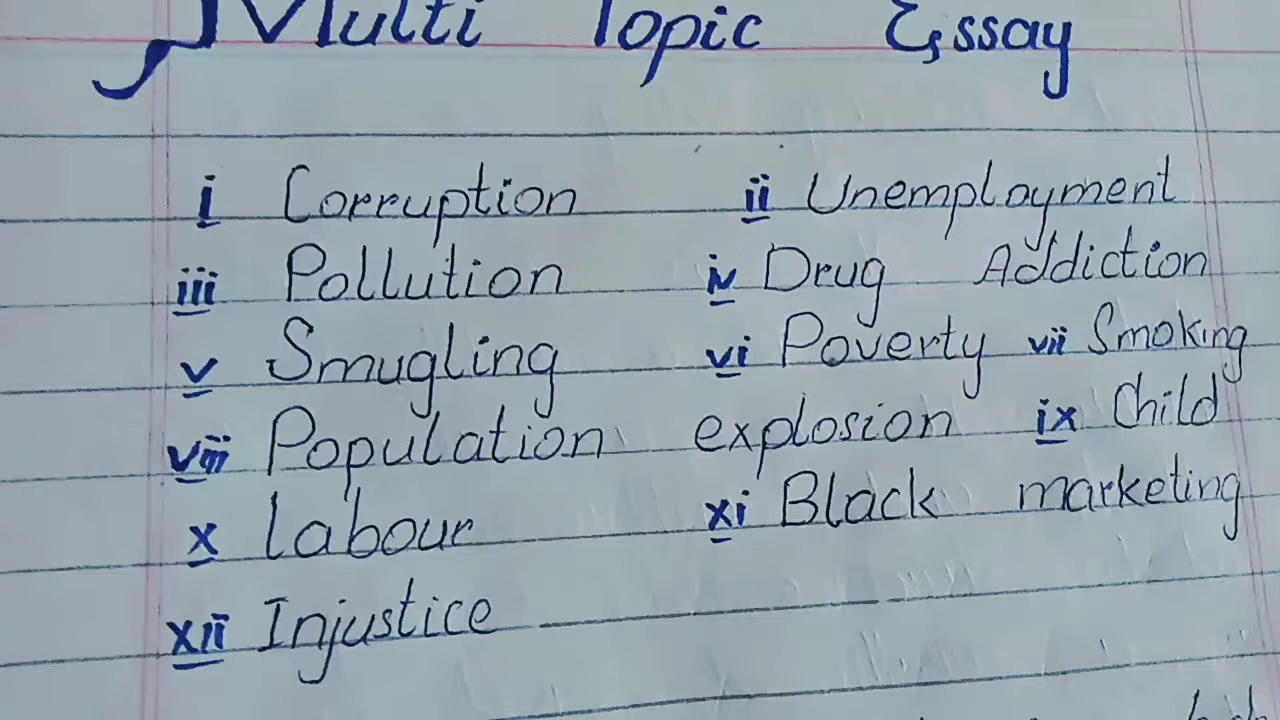 Multi Topic Essay
i Corruption ii Unemployment
iii Pollution iv Drug Addiction
v Smugling vi Poverty vii Smoking
viii Population explosion ix Child
x labour xi Black marketing
xii Injustice